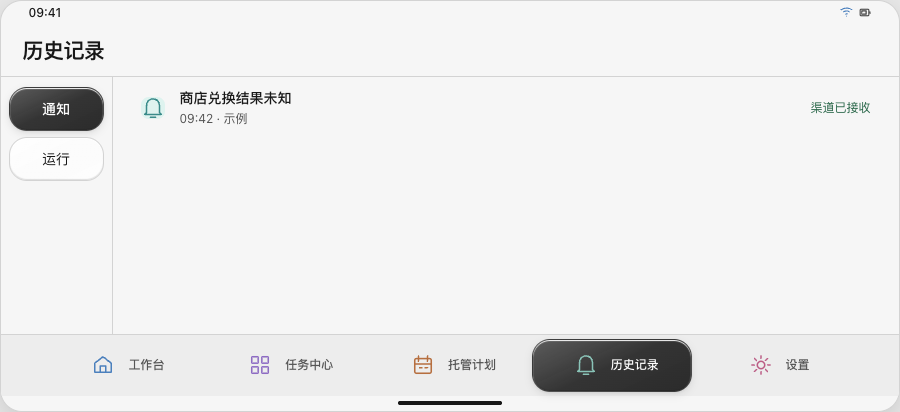 09:41
历史记录
通知
运行
商店兑换结果未知
09:42 · 示例
渠道已接收
工作台
任务中心
托管计划
历史记录
设置